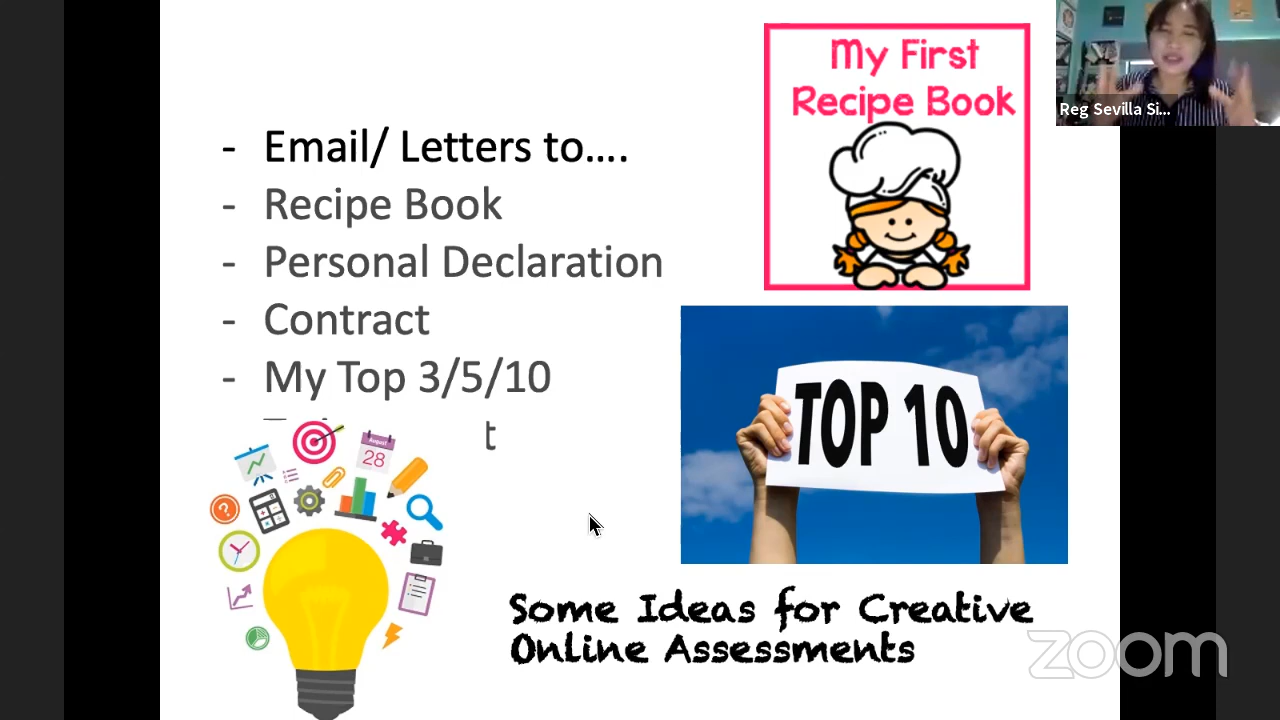 My First
Recipe Book
Reg Sevilla Si...
- Email/ Letters to....
- Recipe Book
- Personal Declaration
- Contract
- My Top 3/5/10
TOP 10
August
28
Some Ideas for Creative
Online Assessments
zoom